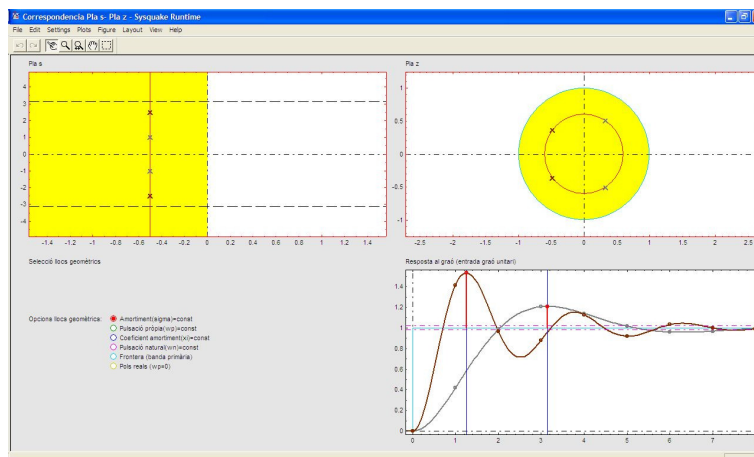 Correspondencia Pla s- Pla z - Sysquake Runtime
File Edit Settings Plots Figure Layout View Help
Pla s
4
3
2
1
0
-1
-2
-3
-4
-1.4 -1.2 -1 -0.8 -0.6 -0.4 -0.2 0 0.2 0.4 0.6 0.8 1 1.2 1.4
Pla z
1
0.5
0
-0.5
-1
-2.5 -2 -1.5 -1 -0.5 0 0.5 1 1.5 2 2.5
Selecció llocs geomètrics
Opcions llocs geomètrics:
Amortiment(sigma)=const
Pulsació pròpia(wp)=const
Coeficient amortiment(xi)=const
Pulsació natural(wn)=const
Frontera (banda primària)
Pols reals (wp=0)
Resposta al graó (entrada graó unitari)
1.4
1.2
1
0.8
0.6
0.4
0.2
0
0 1 2 3 4 5 6 7